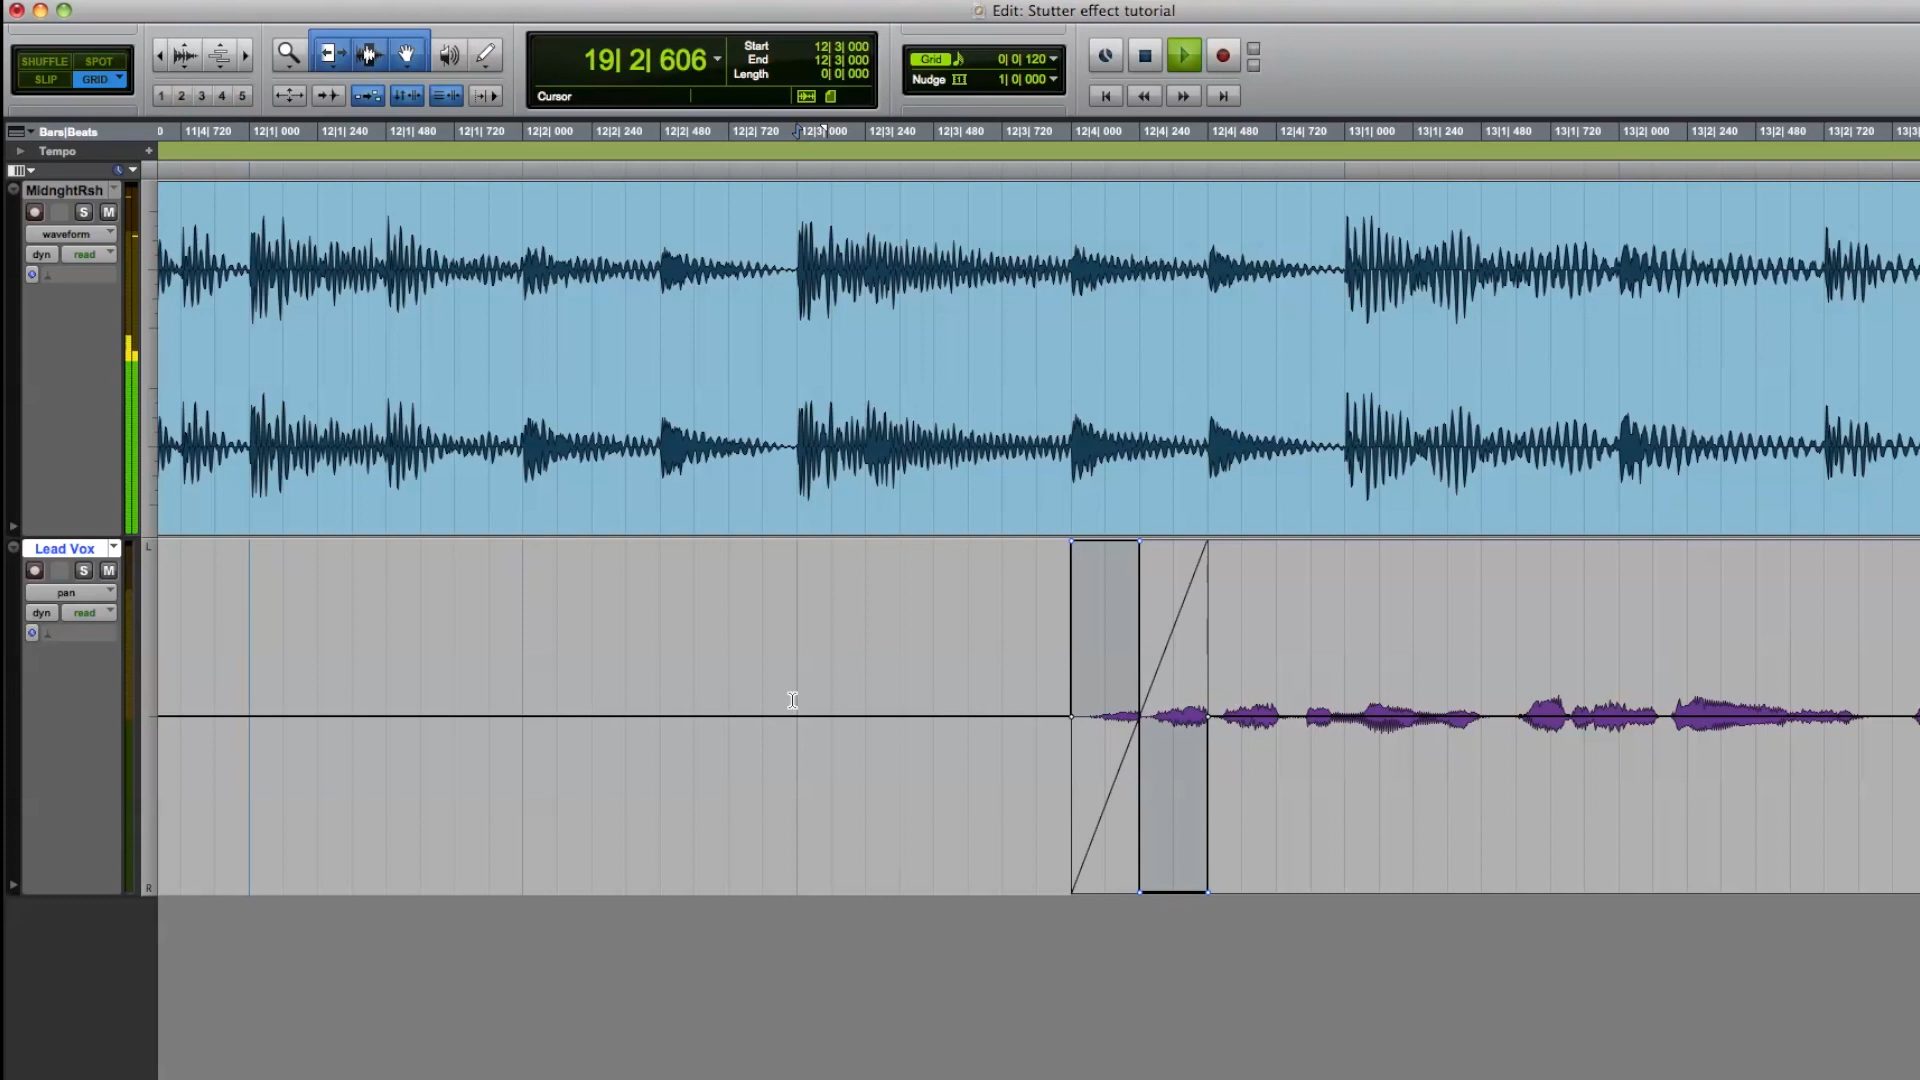 Edit: Stutter effect tutorial
SHUFFLE SPOT
SLIP GRID
1 2 3 4 5
19| 2| 606
Start 12| 3| 000
End 12| 3| 000
Length 0| 0| 000
Cursor
Grid 0| 0| 120
Nudge 1| 0| 000
Bars|Beats 0 11|4| 720 12|1| 000 12|1| 240 12|1| 480 12|1| 720 12|2| 000 12|2| 240 12|2| 480 12|2| 720 12|3| 000 12|3| 240 12|3| 480 12|3| 720 12|4| 000 12|4| 240 12|4| 480 12|4| 720 13|1| 000 13|1| 240 13|1| 480 13|1| 720 13|2| 000 13|2| 240 13|2| 480 13|2| 720 13|3|
Tempo
MidnghtRsh
S M
waveform
dyn read
Lead Vox L
S M
pan
dyn read
R